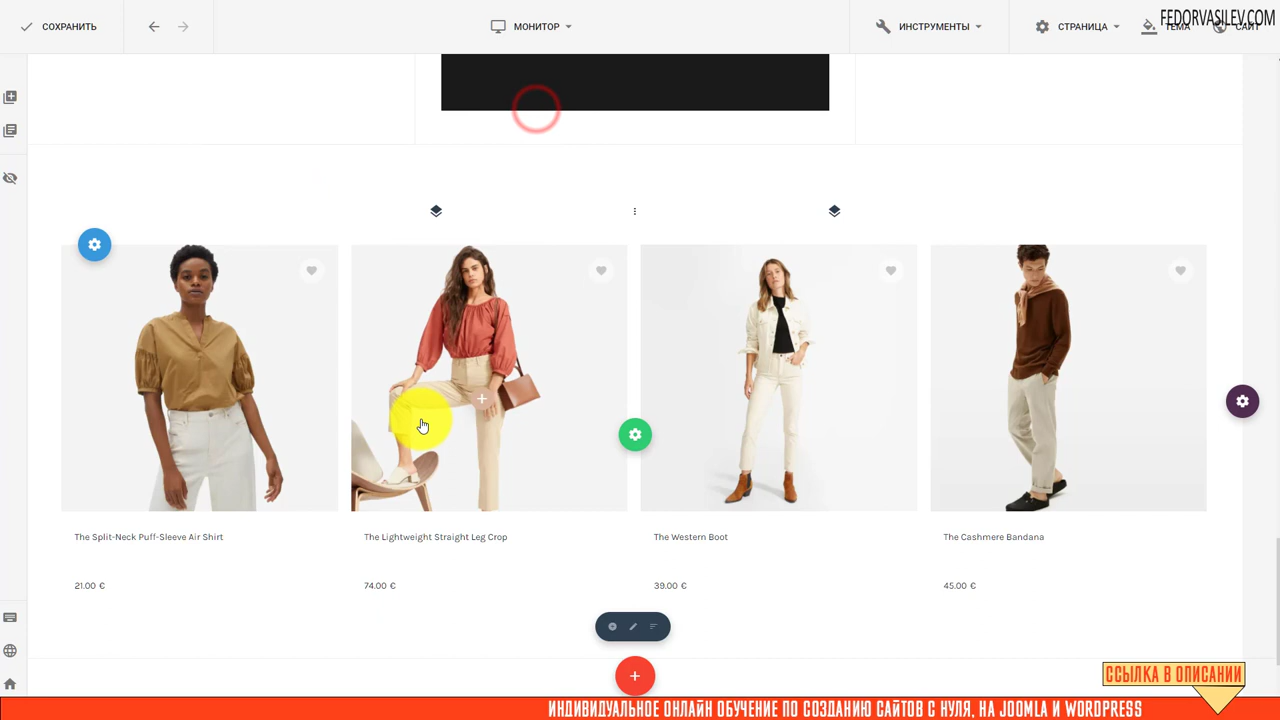 СОХРАНИТЬ
МОНИТОР
ИНСТРУМЕНТЫ
СТРАНИЦА
ТЕМА
САЙТ
FEDORVASILEV.COM
The Split-Neck Puff-Sleeve Air Shirt
The Lightweight Straight Leg Crop
The Western Boot
The Cashmere Bandana
21.00 €
74.00 €
39.00 €
45.00 €
ССЫЛКА В ОПИСАНИИ
ИНДИВИДУАЛЬНОЕ ОНЛАЙН ОБУЧЕНИЕ ПО СОЗДАНИЮ САЙТОВ С НУЛЯ, НА JOOMLA И WORDPRESS